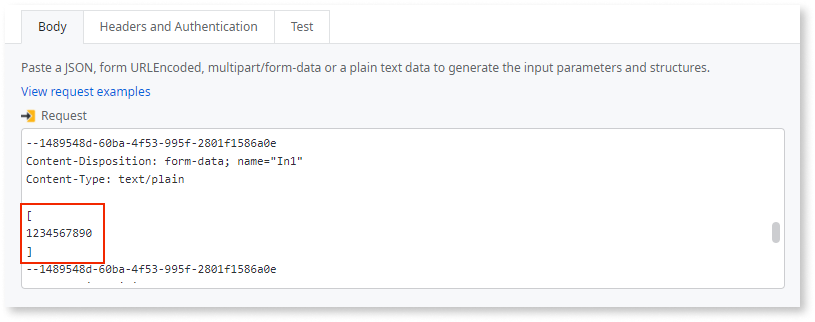 Body Headers and Authentication Test
Paste a JSON, form URLEncoded, multipart/form-data or a plain text data to generate the input parameters and structures.
View request examples
Request
--1489548d-60ba-4f53-995f-2801f1586a0e
Content-Disposition: form-data; name="In1"
Content-Type: text/plain
[
1234567890
]
--1489548d-60ba-4f53-995f-2801f1586a0e